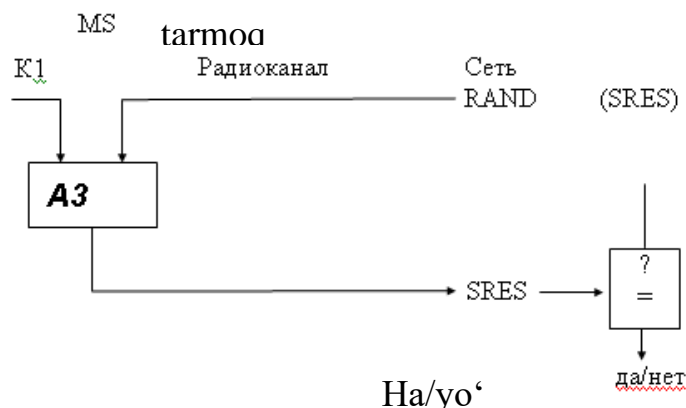 MS
tarmoq
K1
Радиоканал
Сеть
RAND
(SRES)
A3
SRES
?
=
да/нет
Ha/yo‘